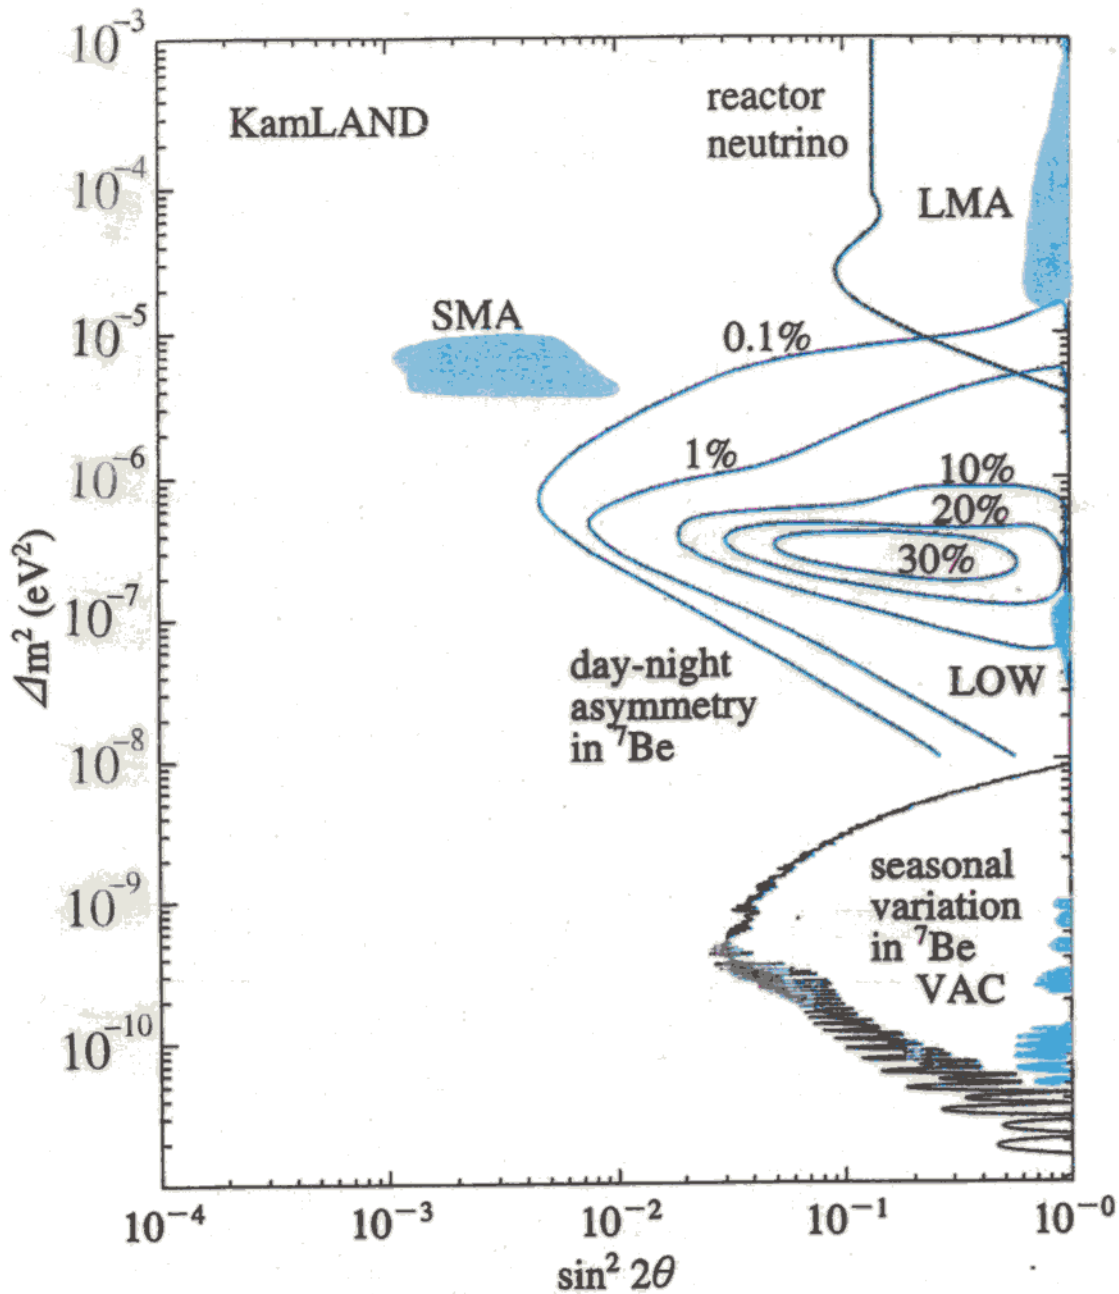 10⁻³
KamLAND
reactor
neutrino
10⁻⁴
LMA
SMA
10⁻⁵
0.1%
1%
10⁻⁶
10%
20%
30%
Δm² (eV²)
10⁻⁷
day-night
asymmetry
in ⁷Be
LOW
10⁻⁸
seasonal
variation
in ⁷Be
VAC
10⁻⁹
10⁻¹⁰
10⁻⁴
10⁻³
10⁻²
10⁻¹
10⁻⁰
sin² 2θ